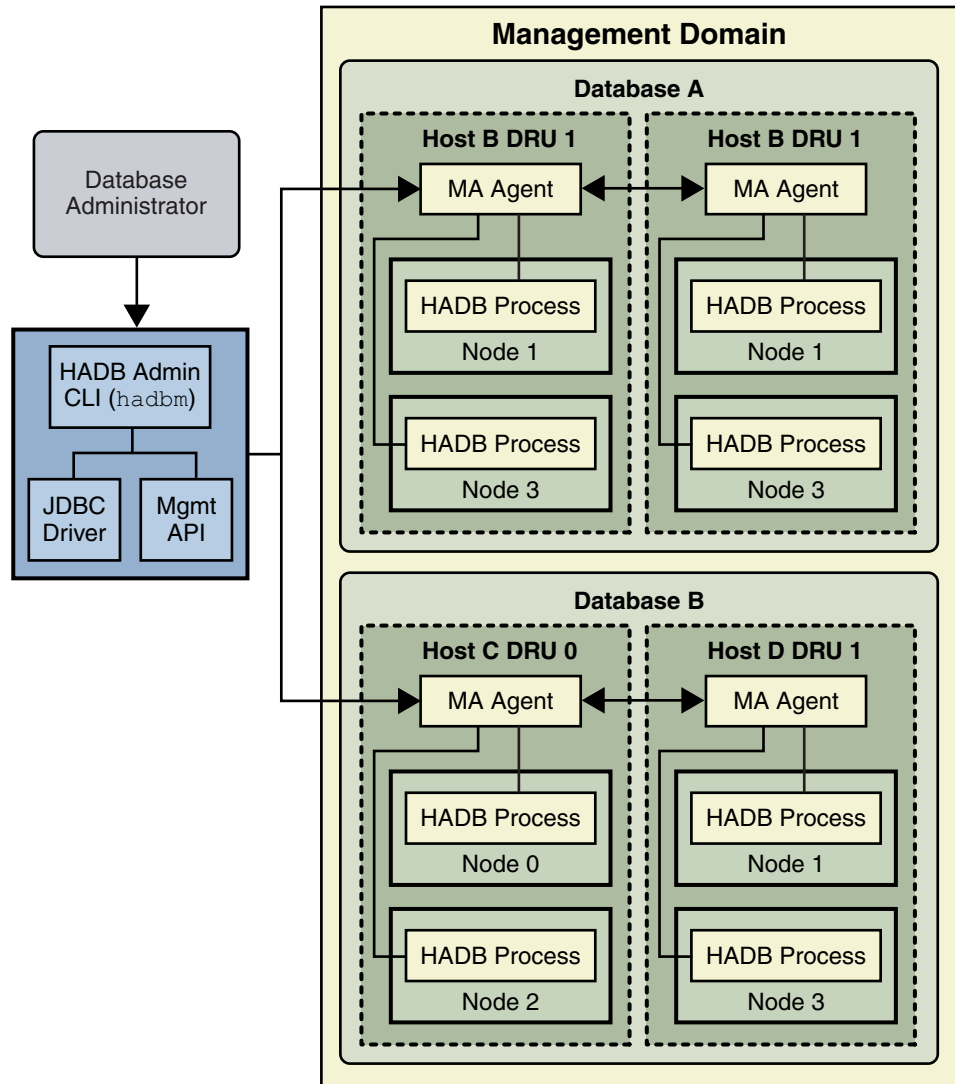 Management Domain
Database A
Host B DRU 1
Host B DRU 1
MA Agent
MA Agent
HADB Process
Node 1
HADB Process
Node 1
HADB Process
Node 3
HADB Process
Node 3
Database
Administrator
HADB Admin
CLI (hadbm)
JDBC
Driver
Mgmt
API
Database B
Host C DRU 0
Host D DRU 1
MA Agent
MA Agent
HADB Process
Node 0
HADB Process
Node 1
HADB Process
Node 2
HADB Process
Node 3